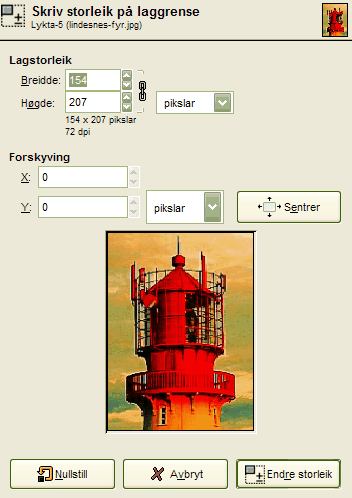 Skriv storleik på laggrense
Lykta-5 (lindesnes-fyr.jpg)
Lagstorleik
Breidde: 154
Høgde: 207 pikslar
154 x 207 pikslar
72 dpi
Forskyving
X: 0
Y: 0 pikslar Sentrer
Nullstill Avbryt Endre storleik